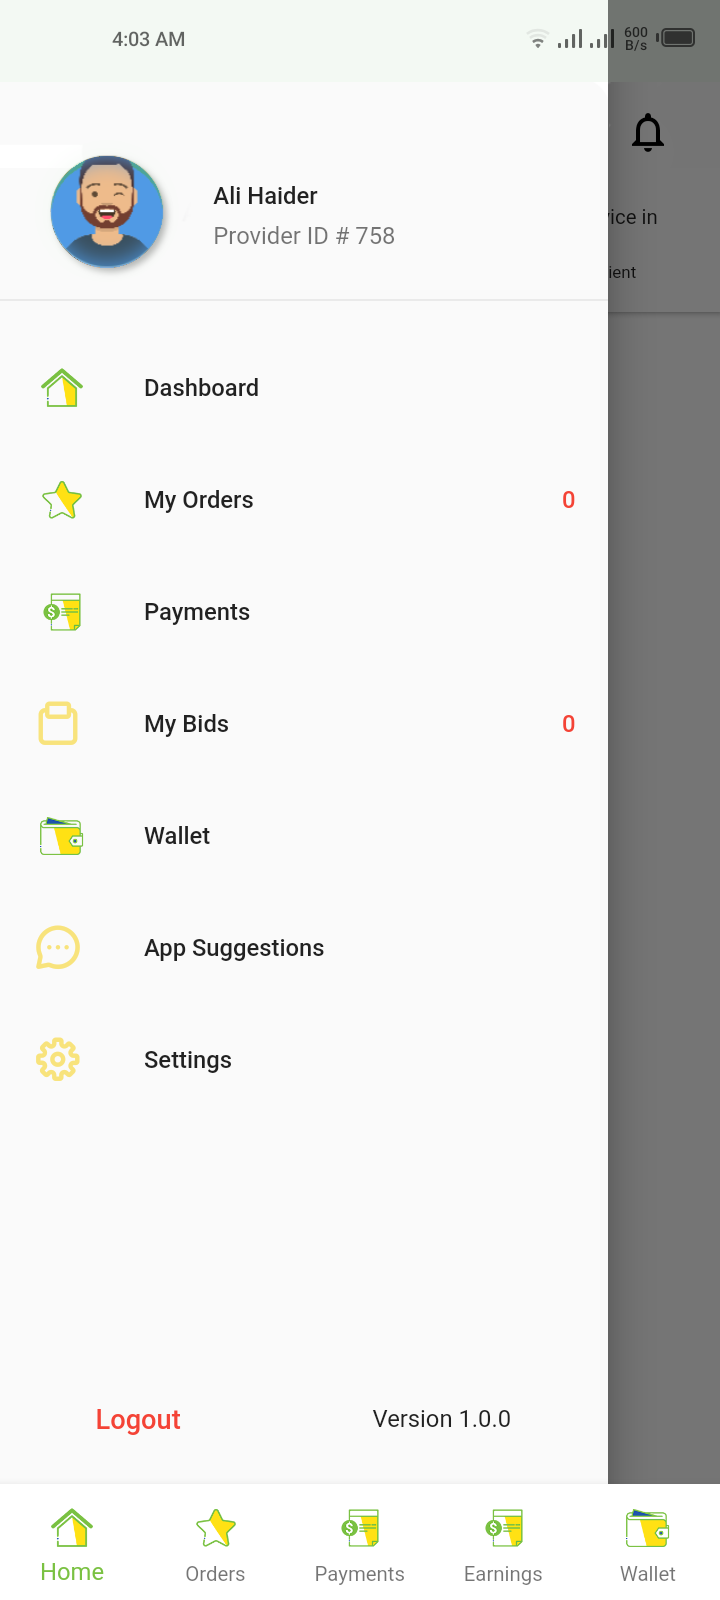 4:03 AM
600
B/s
Ali Haider
Provider ID # 758
vice in
ient
Dashboard
My Orders 0
Payments
My Bids 0
Wallet
App Suggestions
Settings
Logout Version 1.0.0
Home Orders Payments Earnings Wallet